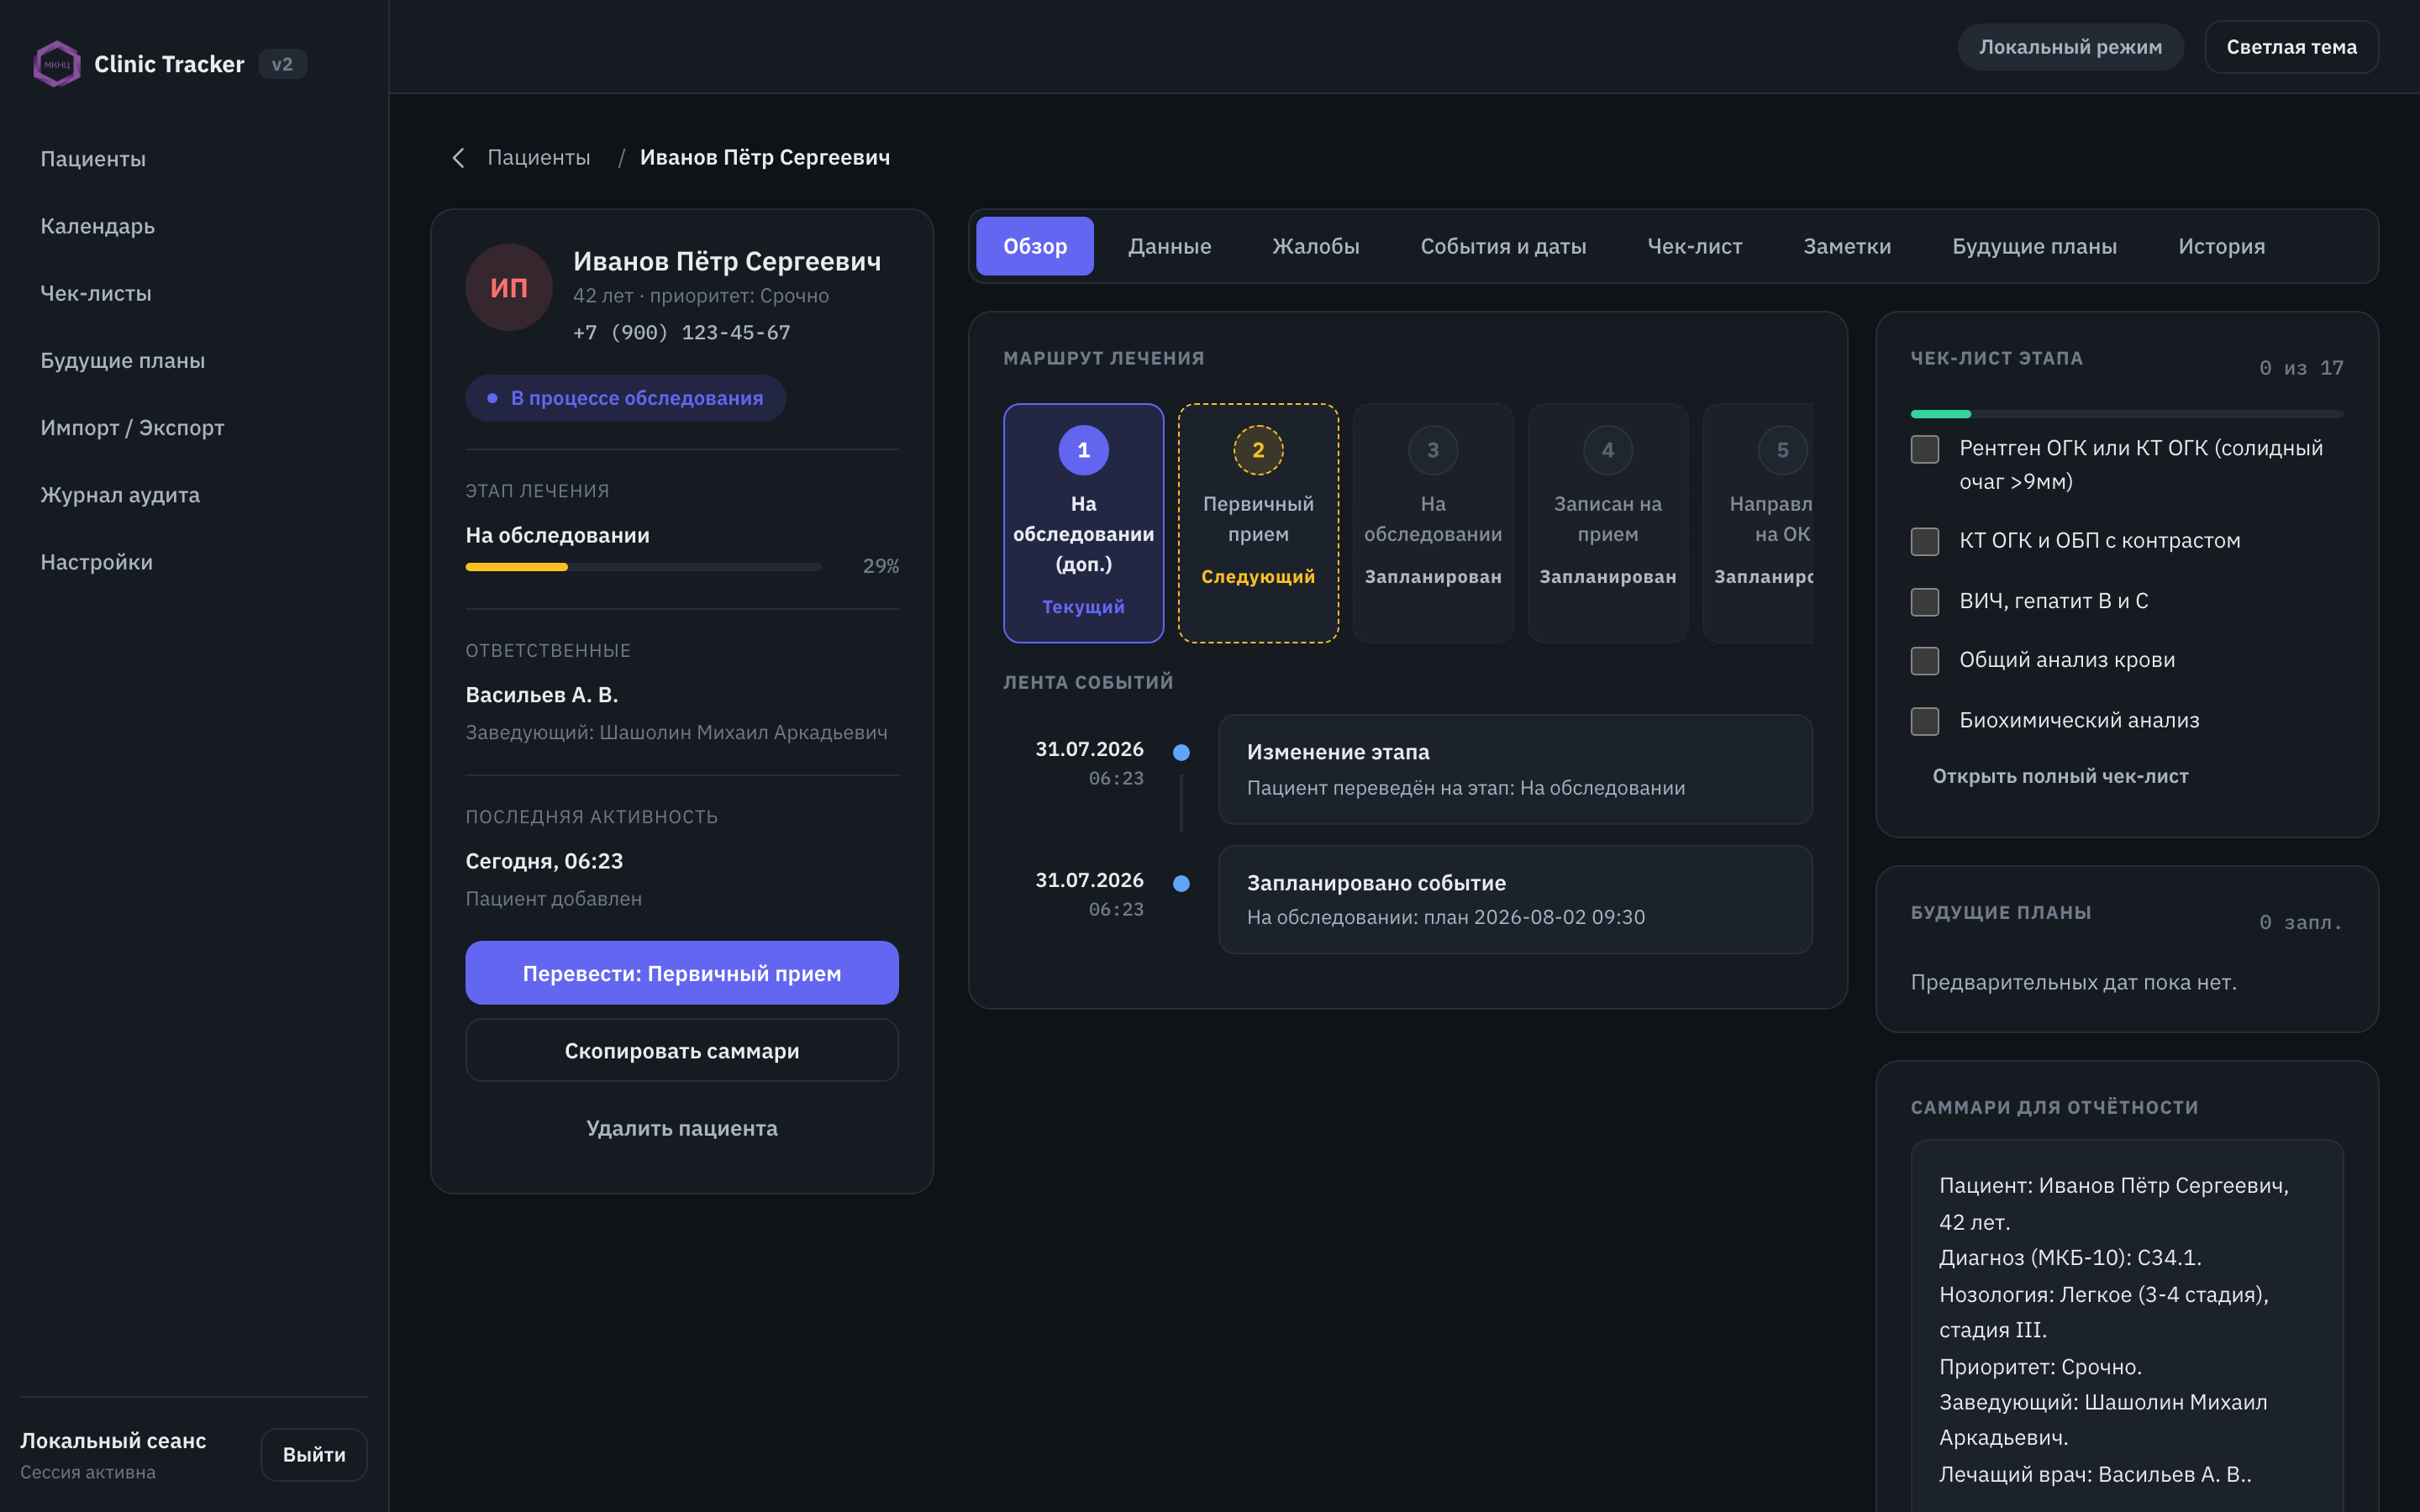 МКНЦ
Clinic Tracker
v2
Пациенты
Календарь
Чек-листы
Будущие планы
Импорт / Экспорт
Журнал аудита
Настройки
Локальный сеанс
Сессия активна
Выйти
Локальный режим
Светлая тема
Пациенты / Иванов Пётр Сергеевич
ИП
Иванов Пётр Сергеевич
42 лет · приоритет: Срочно
+7 (900) 123-45-67
В процессе обследования
ЭТАП ЛЕЧЕНИЯ
На обследовании
29%
ОТВЕТСТВЕННЫЕ
Васильев А. В.
Заведующий: Шашолин Михаил Аркадьевич
ПОСЛЕДНЯЯ АКТИВНОСТЬ
Сегодня, 06:23
Пациент добавлен
Перевести: Первичный прием
Скопировать саммари
Удалить пациента
Обзор
Данные
Жалобы
События и даты
Чек-лист
Заметки
Будущие планы
История
МАРШРУТ ЛЕЧЕНИЯ
1
На
обследовании
(доп.)
Текущий
2
Первичный
прием
Следующий
3
На
обследовании
Запланирован
4
Записан на
прием
Запланирован
5
Направл
на ОК
Запланиро
ЛЕНТА СОБЫТИЙ
31.07.2026
06:23
Изменение этапа
Пациент переведён на этап: На обследовании
31.07.2026
06:23
Запланировано событие
На обследовании: план 2026-08-02 09:30
ЧЕК-ЛИСТ ЭТАПА
0 из 17
Рентген ОГК или КТ ОГК (солидный
очаг >9мм)
КТ ОГК и ОБП с контрастом
ВИЧ, гепатит В и С
Общий анализ крови
Биохимический анализ
Открыть полный чек-лист
БУДУЩИЕ ПЛАНЫ
0 запл.
Предварительных дат пока нет.
САММАРИ ДЛЯ ОТЧЁТНОСТИ
Пациент: Иванов Пётр Сергеевич,
42 лет.
Диагноз (МКБ-10): C34.1.
Нозология: Легкое (3-4 стадия),
стадия III.
Приоритет: Срочно.
Заведующий: Шашолин Михаил
Аркадьевич.
Лечащий врач: Васильев А. В..